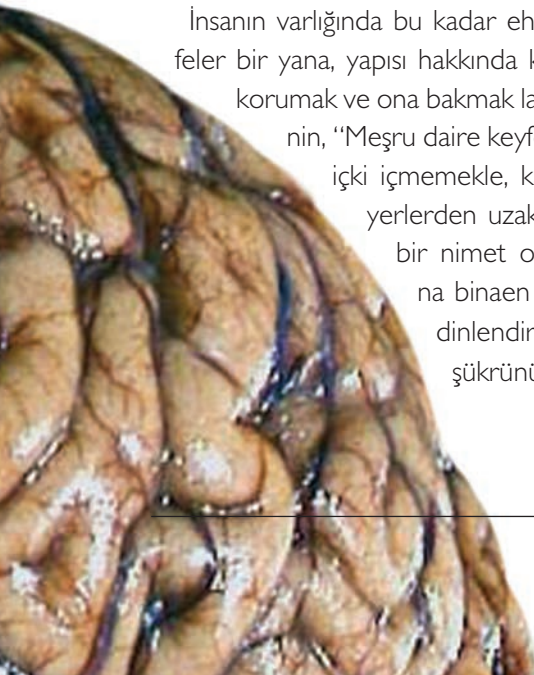 İnsanın varlığında bu kadar eh
feler bir yana, yapısı hakkında k
korumak ve ona bakmak la
nin, “Meşru daire keyf
içki içmemekle, k
yerlerden uzak
bir nimet o
na binaen
dinlendir
şükrünü